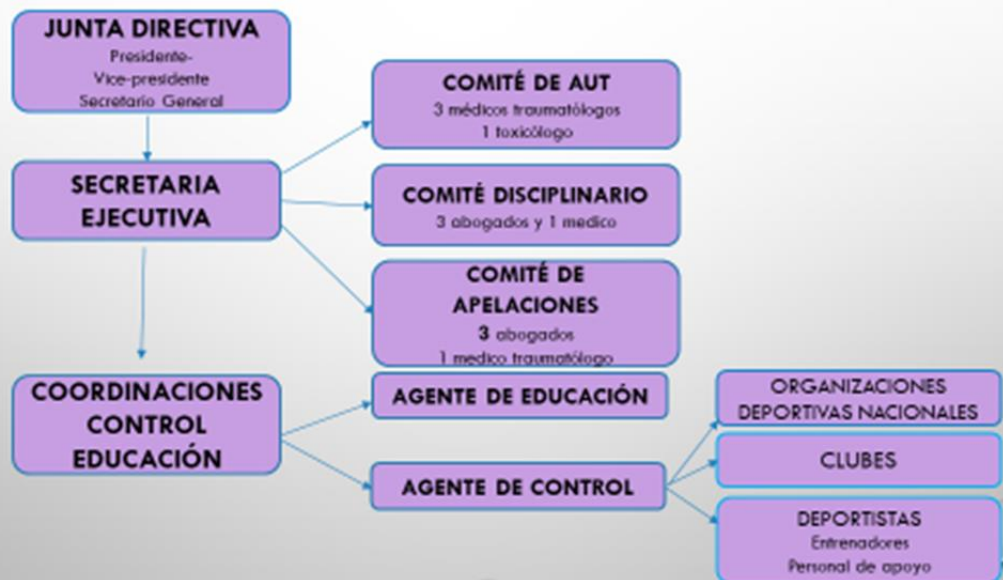 JUNTA DIRECTIVA
Presidente-
Vice-presidente
Secretario General
SECRETARIA
EJECUTIVA
COMITÉ DE AUT
3 médicos traumatólogos
1 toxicólogo
COMITÉ DISCIPLINARIO
3 abogados y 1 medico
COMITÉ DE
APELACIONES
3 abogados
1 medico traumatólogo
COORDINACIONES
CONTROL
EDUCACIÓN
AGENTE DE EDUCACIÓN
AGENTE DE CONTROL
ORGANIZACIONES
DEPORTIVAS NACIONALES
CLUBES
DEPORTISTAS
Entrenadores
Personal de apoyo